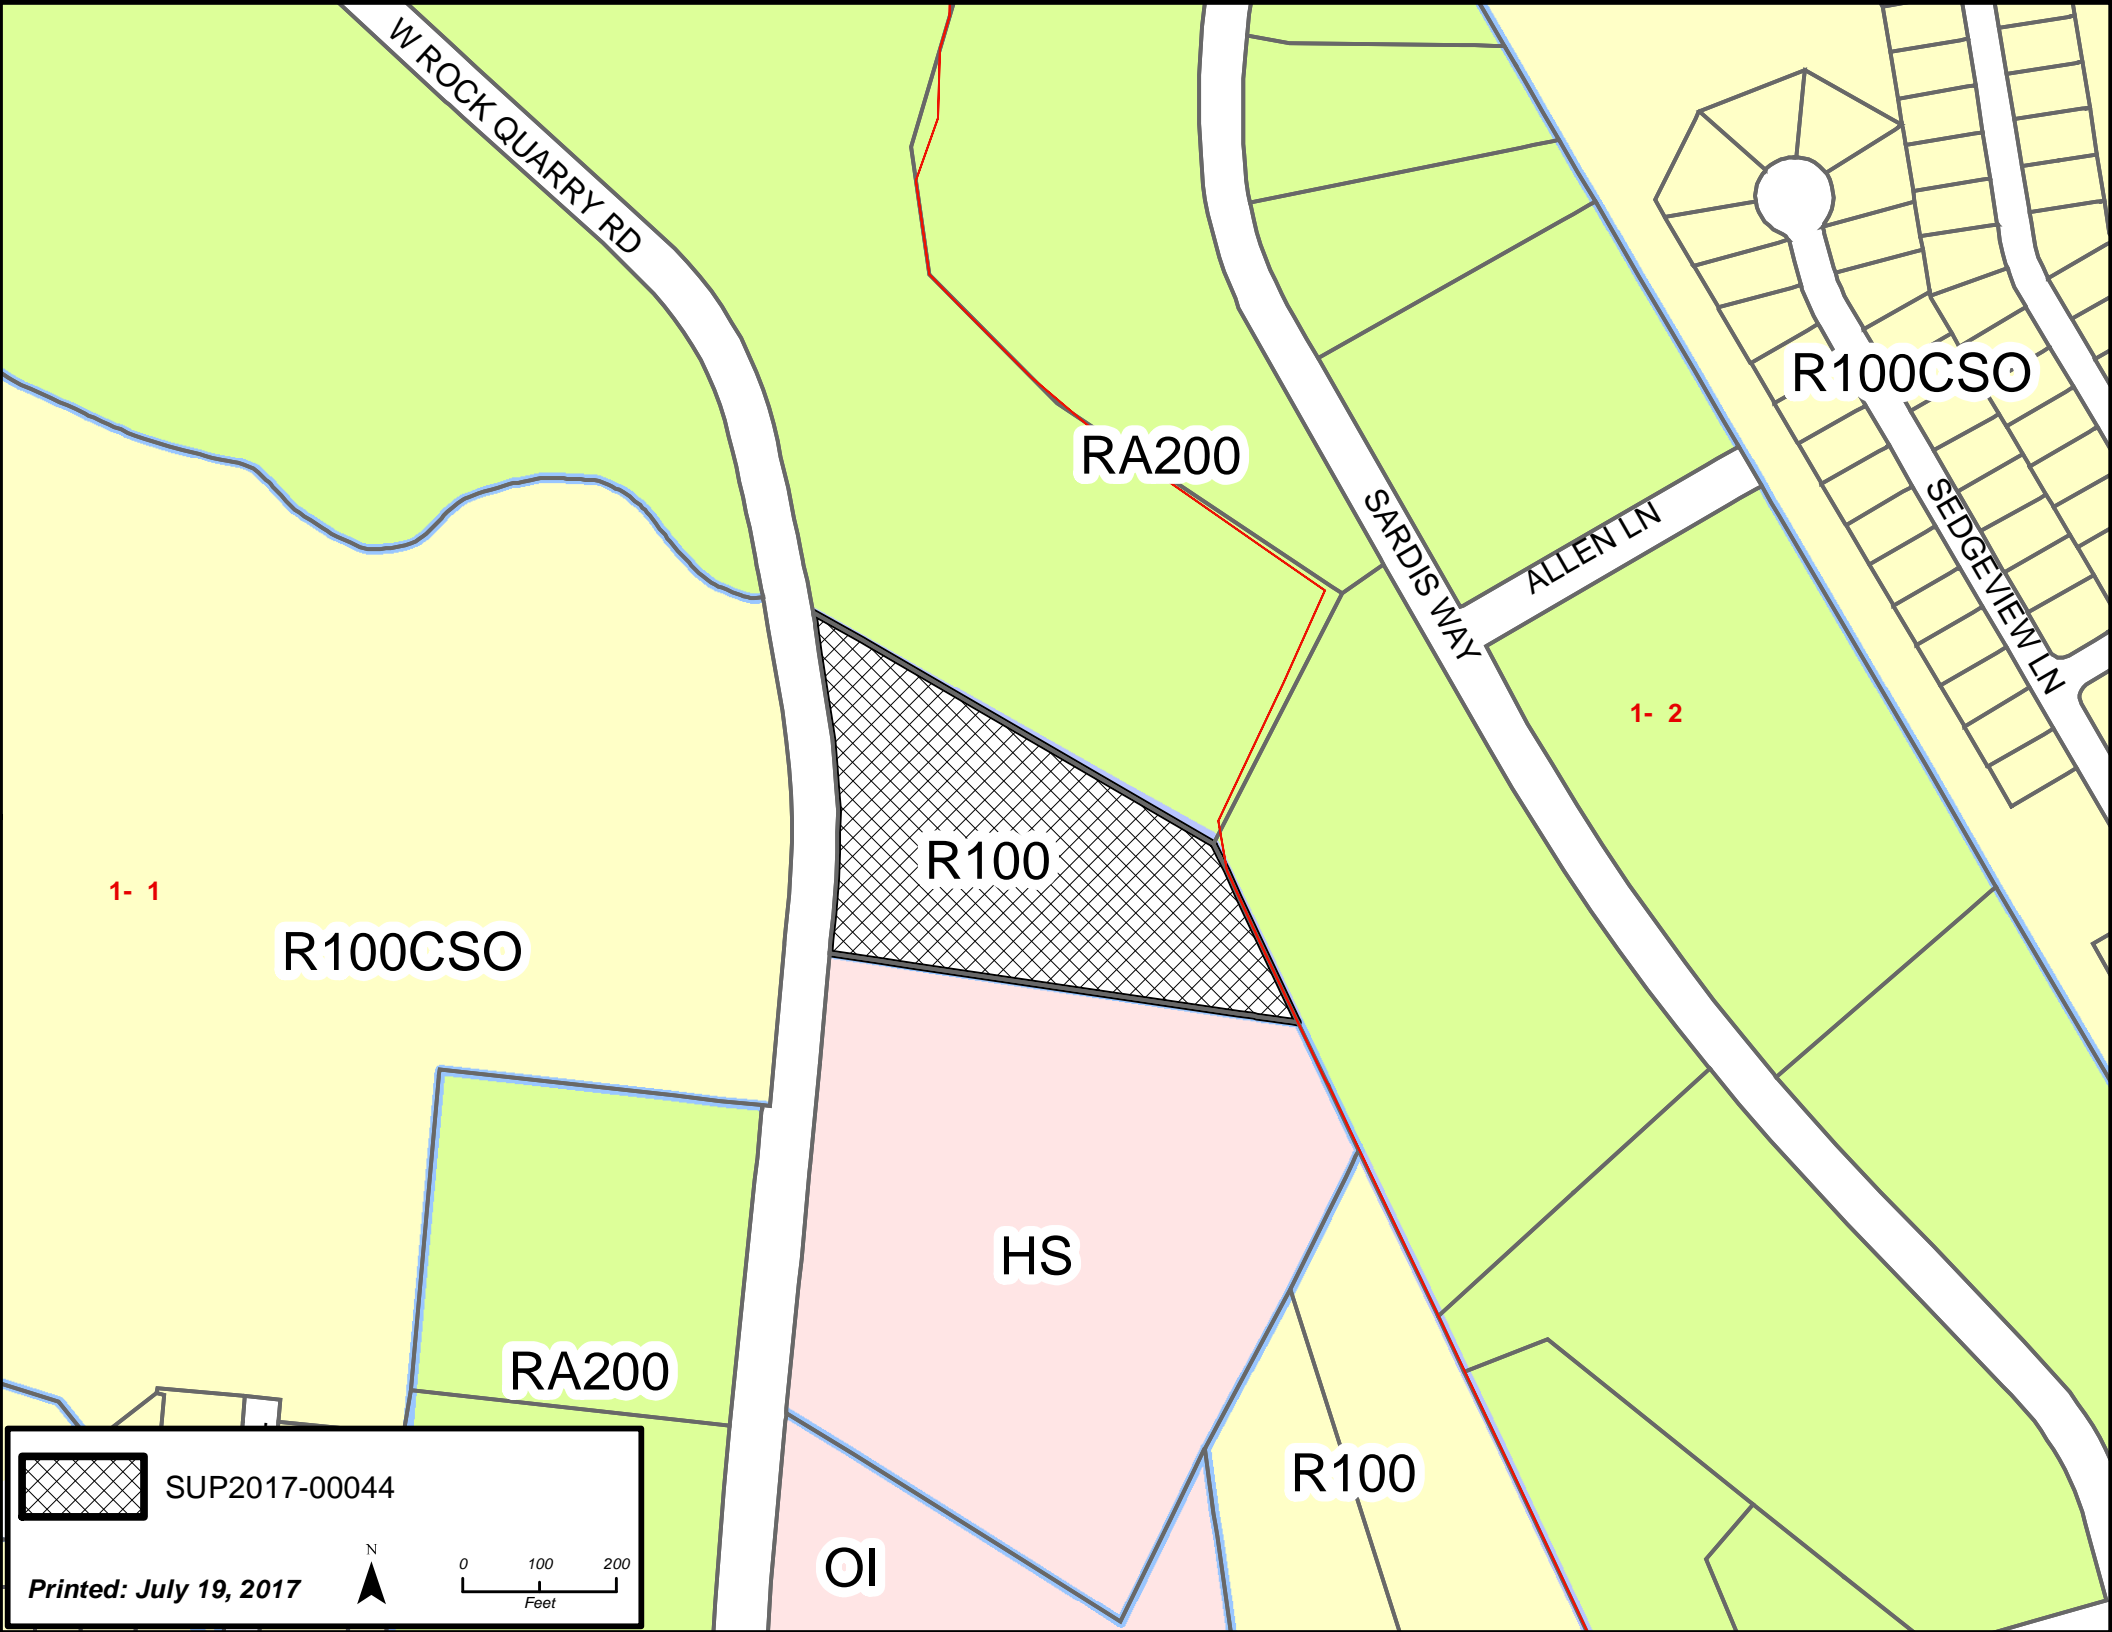 W ROCK QUARRY RD
R100CSO
RA200
SARDIS WAY
ALLEN LN
SEDGEVIEW LN
1- 2
R100
1- 1
R100CSO
HS
RA200
R100
OI
SUP2017-00044
Printed: July 19, 2017
N
0 100 200
Feet